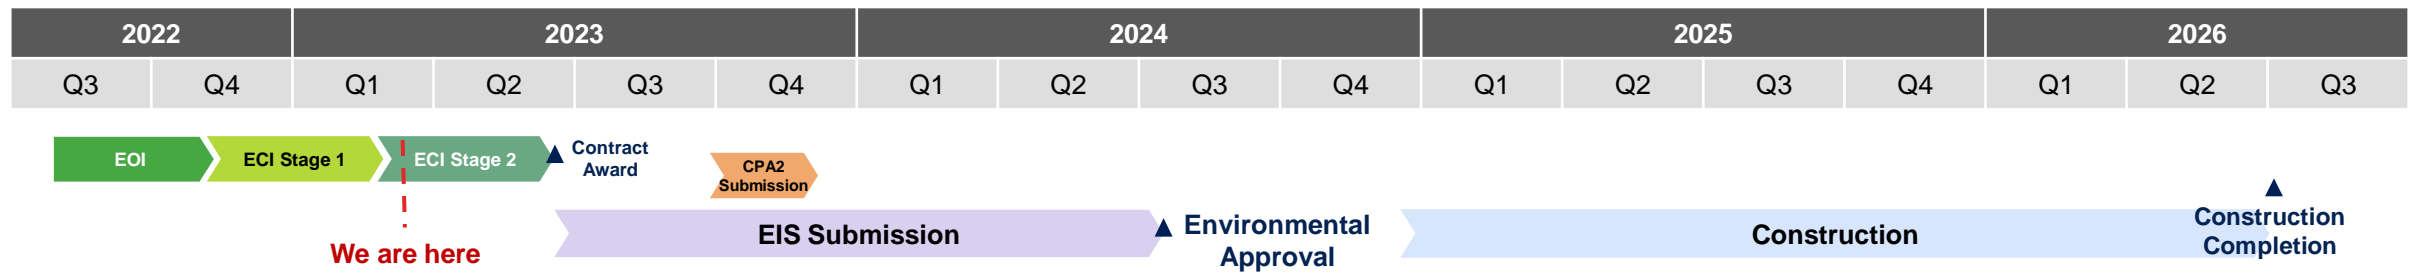 2022 2023 2024 2025 2026
Q3 Q4 Q1 Q2 Q3 Q4 Q1 Q2 Q3 Q4 Q1 Q2 Q3 Q4 Q1 Q2 Q3
EOI
ECI Stage 1
ECI Stage 2
Contract
Award
CPA2
Submission
We are here
EIS Submission
Environmental
Approval
Construction
Construction
Completion